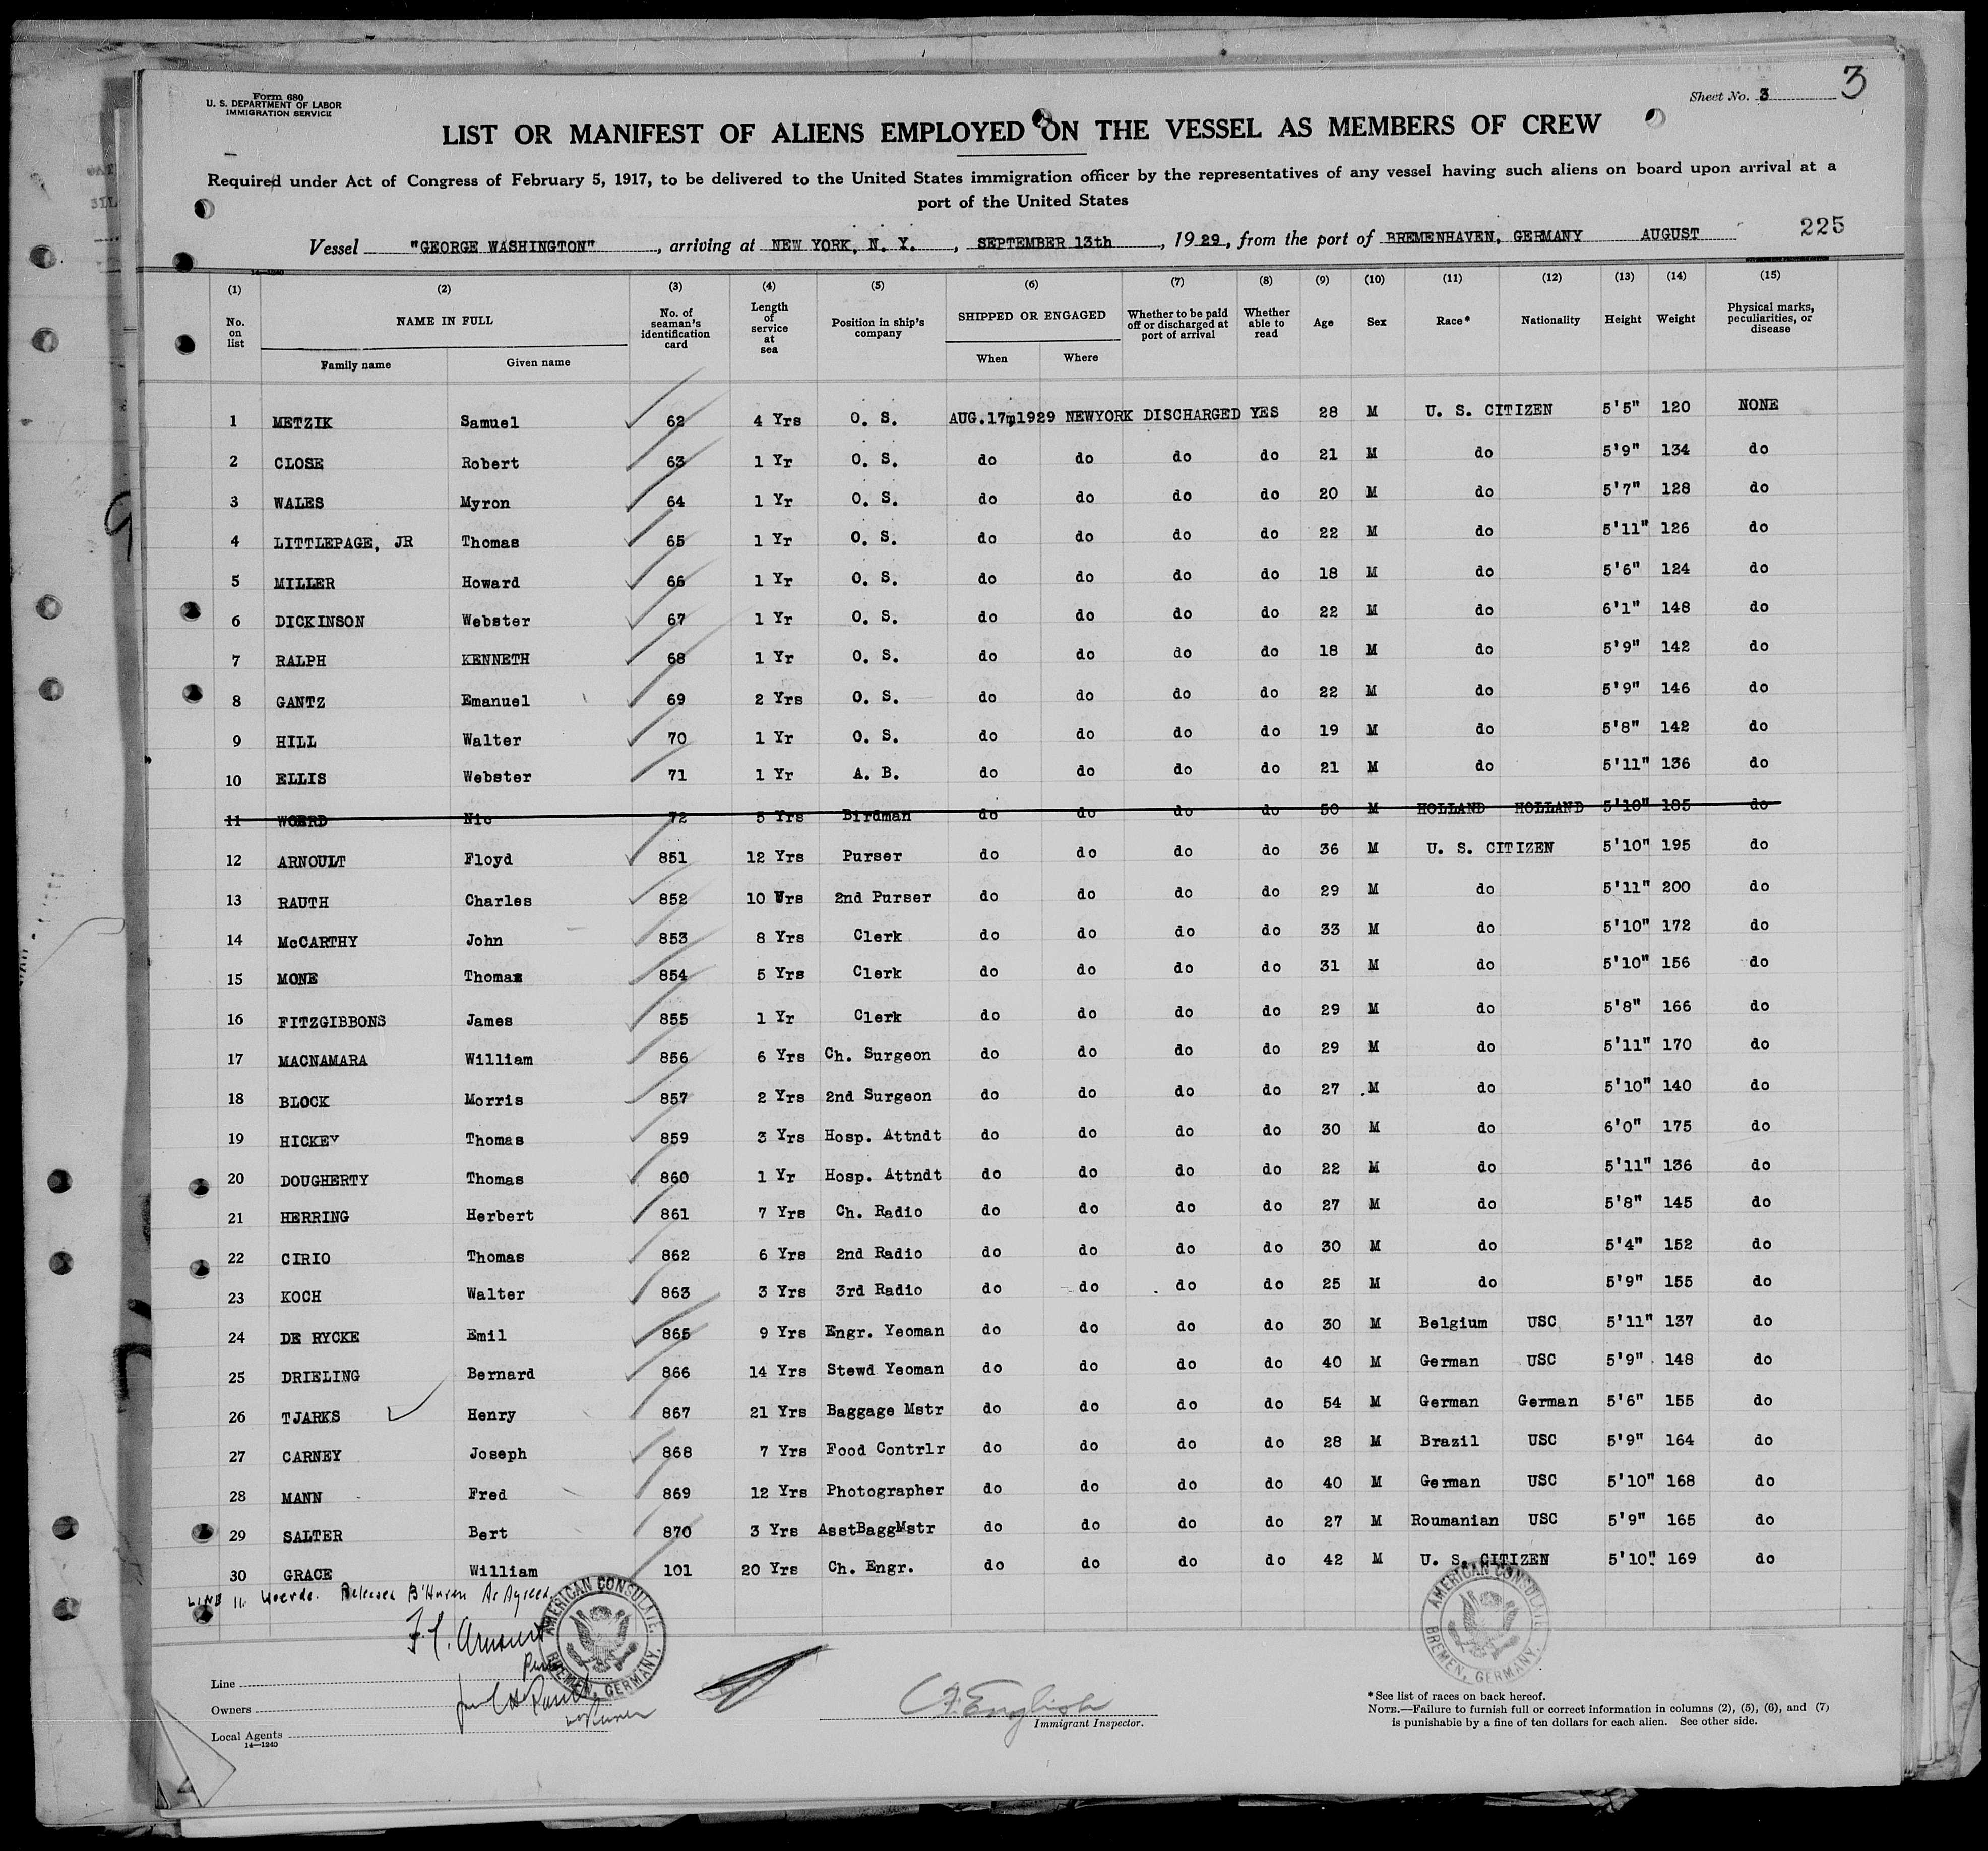 Form 680
U. S. DEPARTMENT OF LABOR
IMMIGRATION SERVICE
Sheet No. 3
3
LIST OR MANIFEST OF ALIENS EMPLOYED ON THE VESSEL AS MEMBERS OF CREW
Required under Act of Congress of February 5, 1917, to be delivered to the United States immigration officer by the representatives of any vessel having such aliens on board upon arrival at a
port of the United States
Vessel "GEORGE WASHINGTON", arriving at NEW YORK, N. Y., SEPTEMBER 13th, 1929, from the port of BREMENHAVEN, GERMANY AUGUST 225
14—1240
(1) (2) (3) (4) (5) (6) (7) (8) (9) (10) (11) (12) (13) (14) (15)
No. on list NAME IN FULL Family name Given name No. of seaman's identification card Length of service at sea Position in ship's company SHIPPED OR ENGAGED When Where Whether to be paid off or discharged at port of arrival Whether able to read Age Sex Race* Nationality Height Weight Physical marks, peculiarities, or disease
1 METZIK Samuel 62 4 Yrs O. S. AUG.17m1929 NEWYORK DISCHARGED YES 28 M U. S. CITIZEN 5'5" 120 NONE
2 CLOSE Robert 63 1 Yr O. S. do do do do 21 M do 5'9" 134 do
3 WALES Myron 64 1 Yr O. S. do do do do 20 M do 5'7" 128 do
4 LITTLEPAGE, JR Thomas 65 1 Yr O. S. do do do do 22 M do 5'11" 126 do
5 MILLER Howard 66 1 Yr O. S. do do do do 18 M do 5'6" 124 do
6 DICKINSON Webster 67 1 Yr O. S. do do do do 22 M do 6'1" 148 do
7 RALPH KENNETH 68 1 Yr O. S. do do do do 18 M do 5'9" 142 do
8 GANTZ Emanuel 69 2 Yrs O. S. do do do do 22 M do 5'9" 146 do
9 HILL Walter 70 1 Yr O. S. do do do do 19 M do 5'8" 142 do
10 ELLIS Webster 71 1 Yr A. B. do do do do 21 M do 5'11" 136 do
11 WOERD Nic 72 5 Yrs Birdman do do do do 50 M HOLLAND HOLLAND 5'10" 185 do
12 ARNOULT Floyd 851 12 Yrs Purser do do do do 36 M U. S. CITIZEN 5'10" 195 do
13 RAUTH Charles 852 10 Yrs 2nd Purser do do do do 29 M do 5'11" 200 do
14 McCARTHY John 853 8 Yrs Clerk do do do do 33 M do 5'10" 172 do
15 MONE Thomas 854 5 Yrs Clerk do do do do 31 M do 5'10" 156 do
16 FITZGIBBONS James 855 1 Yr Clerk do do do do 29 M do 5'8" 166 do
17 MACNAMARA William 856 6 Yrs Ch. Surgeon do do do do 29 M do 5'11" 170 do
18 BLOCK Morris 857 2 Yrs 2nd Surgeon do do do do 27 M do 5'10" 140 do
19 HICKEY Thomas 859 3 Yrs Hosp. Attndt do do do do 30 M do 6'0" 175 do
20 DOUGHERTY Thomas 860 1 Yr Hosp. Attndt do do do do 22 M do 5'11" 136 do
21 HERRING Herbert 861 7 Yrs Ch. Radio do do do do 27 M do 5'8" 145 do
22 CIRIO Thomas 862 6 Yrs 2nd Radio do do do do 30 M do 5'4" 152 do
23 KOCH Walter 863 3 Yrs 3rd Radio do do do do 25 M do 5'9" 155 do
24 DE RYCKE Emil 865 9 Yrs Engr. Yeoman do do do do 30 M Belgium USC 5'11" 137 do
25 DRIELING Bernard 866 14 Yrs Stewd Yeoman do do do do 40 M German USC 5'9" 148 do
26 TJARKS Henry 867 21 Yrs Baggage Mstr do do do do 54 M German German 5'6" 155 do
27 CARNEY Joseph 868 7 Yrs Food Contrlr do do do do 28 M Brazil USC 5'9" 164 do
28 MANN Fred 869 12 Yrs Photographer do do do do 40 M German USC 5'10" 168 do
29 SALTER Bert 870 3 Yrs AsstBaggMstr do do do do 27 M Roumanian USC 5'9" 165 do
30 GRACE William 101 20 Yrs Ch. Engr. do do do do 42 M U. S. CITIZEN 5'10" 169 do
LINE 11. Woerde. Released B'Haven As Agreed
AMERICAN CONSULATE, BREMEN, GERMANY.
AMERICAN CONSULATE, BREMEN, GERMANY.
Line
Owners
Local Agents
14—1240
English
Immigrant Inspector.
*See list of races on back hereof.
NOTE.—Failure to furnish full or correct information in columns (2), (5), (6), and (7)
is punishable by a fine of ten dollars for each alien. See other side.